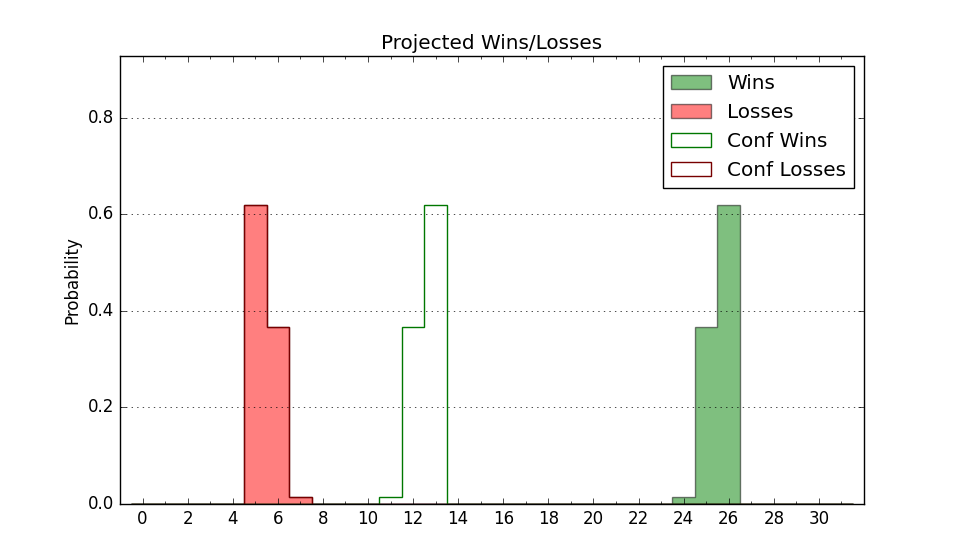 Projected Wins/Losses
Wins
Losses
Conf Wins
Conf Losses
Probability
0.8
0.6
0.4
0.2
0.0
0 2 4 6 8 10 12 14 16 18 20 22 24 26 28 30